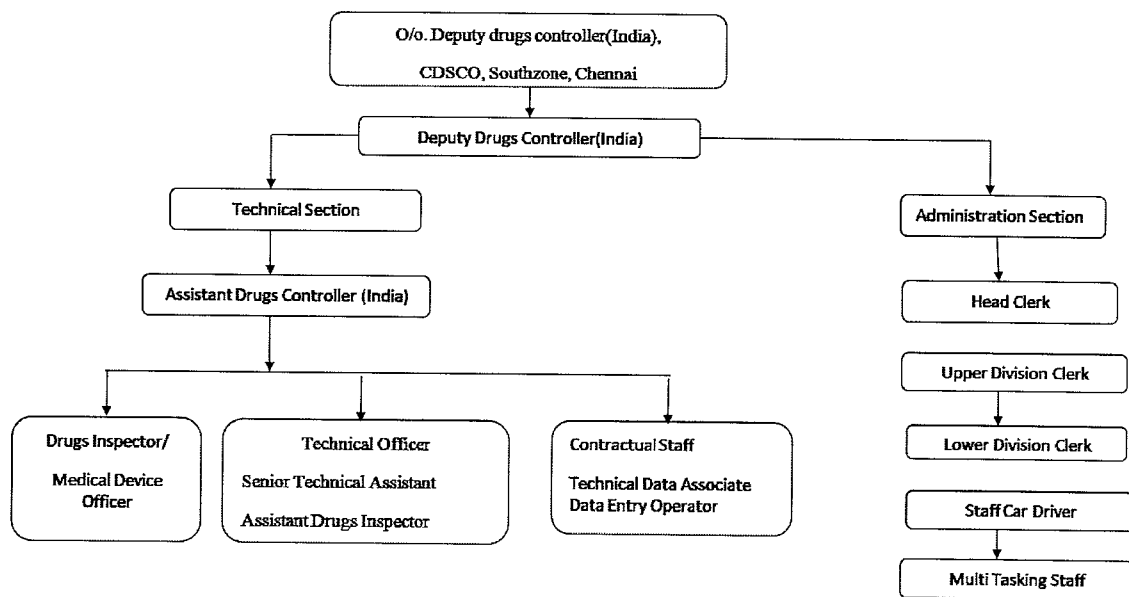 O/o. Deputy drugs controller(India),
CDSCO, Southzone, Chennai
Deputy Drugs Controller(India)
Technical Section
Administration Section
Assistant Drugs Controller (India)
Head Clerk
Upper Division Clerk
Drugs Inspector/
Medical Device
Officer
Technical Officer
Senior Technical Assistant
Assistant Drugs Inspector
Contractual Staff
Technical Data Associate
Data Entry Operator
Lower Division Clerk
Staff Car Driver
Multi Tasking Staff